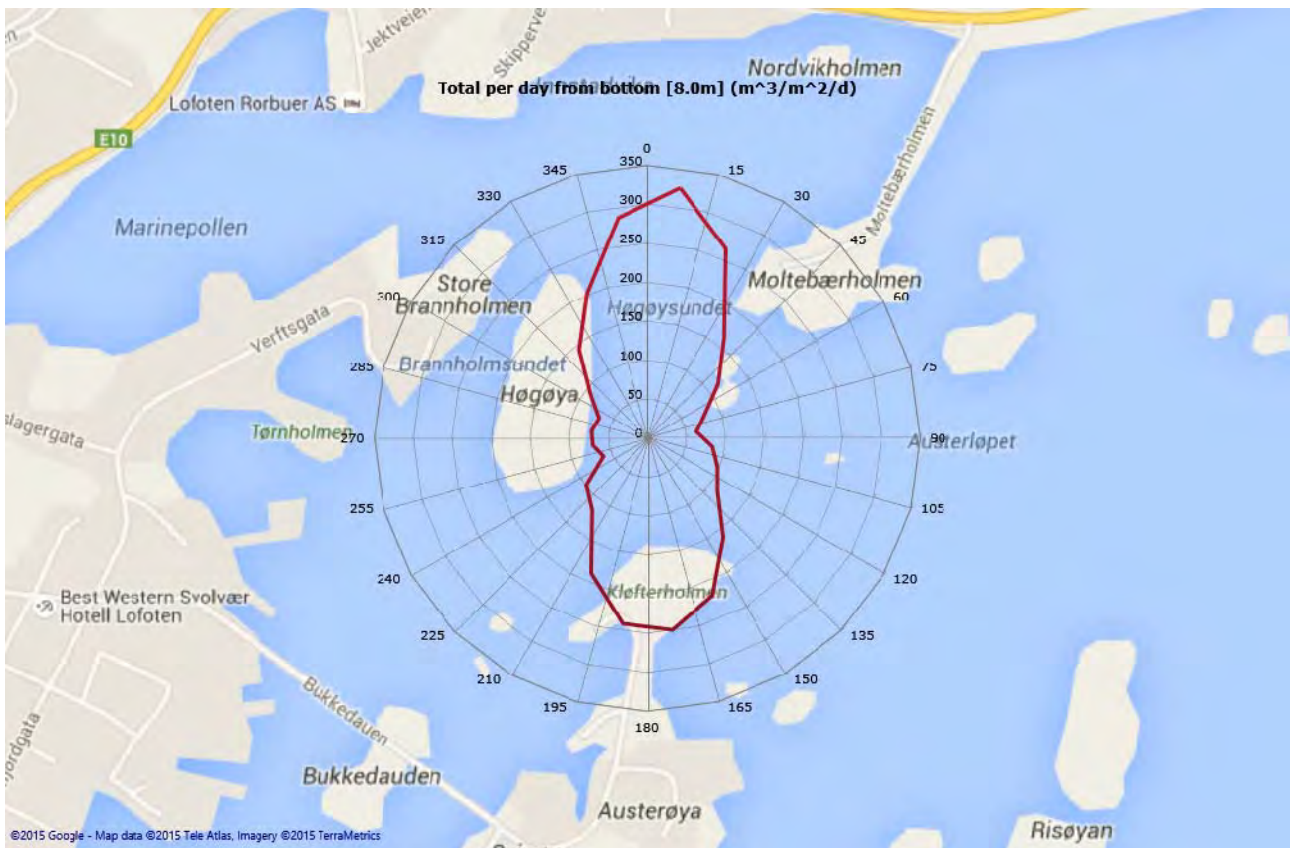 Jektveien
Skipperve
Nordvikholmen
Total per day from bottom [8.0m] (m^3/m^2/d)
Lofoten Rorbuer AS
E10
Moltebærholmen
0
350
345
15
330
300
30
Marinepollen
315
250
45
Store
Brannholmen
Moltebærholmen
200
300
60
Høgøysundet
Verftsgata
150
Brannholmsundet
285
100
75
Høgøya
50
slagergata
Tørnholmen
270
0
90
Austerløpet
255
105
240
120
Kløfterholmen
Best Western Svolvær
Hotell Lofoten
225
135
210
150
195
165
180
Bukkedauen
jordgata
Bukkedauden
Austerøya
Risøyan
©2015 Google - Map data ©2015 Tele Atlas, Imagery ©2015 TerraMetrics